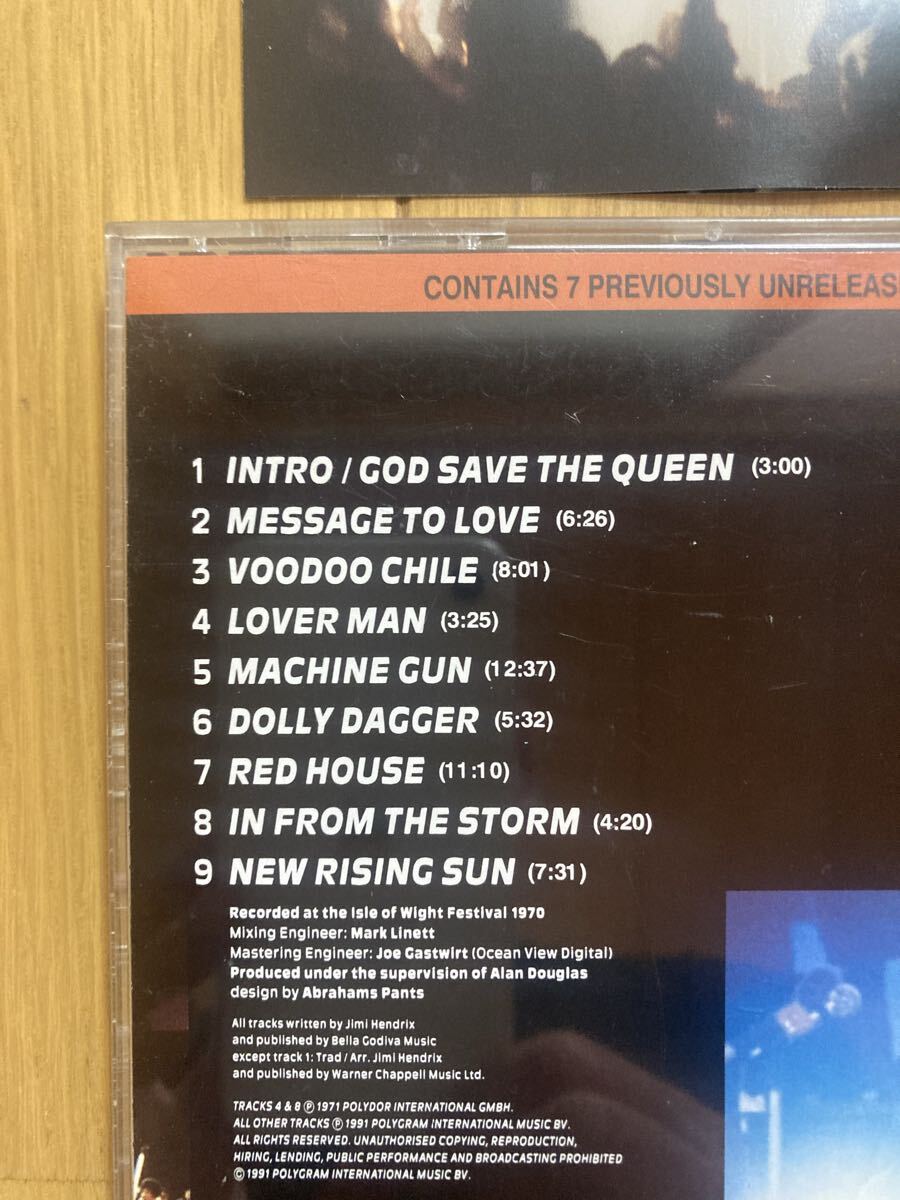 CONTAINS 7 PREVIOUSLY
1 INTRO / GOD SAVE THE QUEEN (3:00)
2 MESSAGE TO LOVE (6:26)
3 VOODOO CHILE (8:01)
4 LOVER MAN (3:25)
5 MACHINE GUN (12:37)
6 DOLLY DAGGER (5:32)
7 RED HOUSE (11:10)
8 IN FROM THE STORM (4:20)
9 NEW RISING SUN (7:31)
Recorded at the Isle of Wight Festival 1970
Mixing Engineer: Mark Linett
Mastering Engineer: Joe Gastwirt (Ocean View Digital)
Produced under the supervision of Alan Douglas
design by Abrahams Pants
All tracks written by Jimi Hendrix
and published by Bella Godiva Music
except track 1: Trad / Arr. Jimi Hendrix
and published by Warner Chappell Music Ltd.
TRACKS 4 & 8 ℗ 1971 POLYDOR INTERNATIONAL GMBH.
ALL OTHER TRACKS ℗ 1991 POLYGRAM INTERNATIONAL MUSIC BV.
ALL RIGHTS RESERVED. UNAUTHORISED COPYING, REPRODUCTION,
HIRING, LENDING, PUBLIC PERFORMANCE AND BROADCASTING PROHIBITED
© 1991 POLYGRAM INTERNATIONAL MUSIC BV.